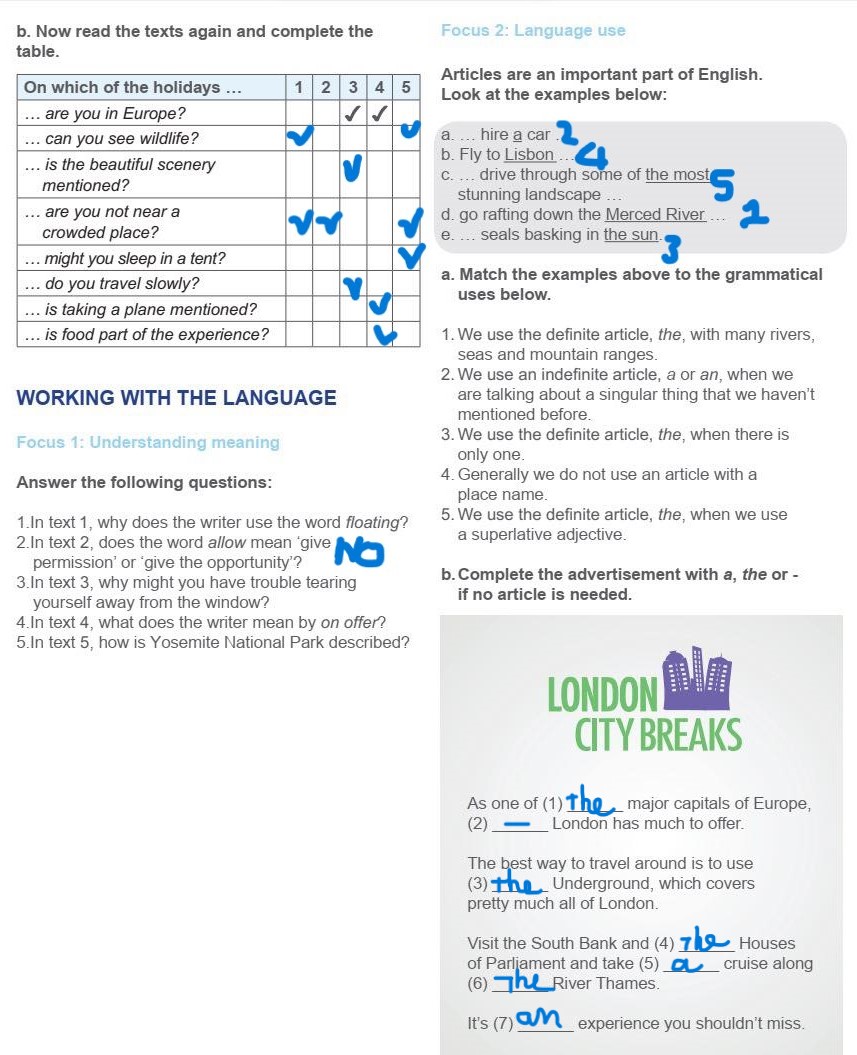 b. Now read the texts again and complete the
table.
On which of the holidays … 1 2 3 4 5
… are you in Europe? ✓ ✓
… can you see wildlife? ✓ ✓
… is the beautiful scenery ✓
mentioned?
… are you not near a ✓ ✓ ✓
crowded place?
… might you sleep in a tent? ✓
… do you travel slowly? ✓
… is taking a plane mentioned? ✓
… is food part of the experience? ✓
WORKING WITH THE LANGUAGE
Focus 1: Understanding meaning
Answer the following questions:
1.In text 1, why does the writer use the word floating?
2.In text 2, does the word allow mean ‘give
permission’ or ‘give the opportunity’? NO
3.In text 3, why might you have trouble tearing
yourself away from the window?
4.In text 4, what does the writer mean by on offer?
5.In text 5, how is Yosemite National Park described?
Focus 2: Language use
Articles are an important part of English.
Look at the examples below:
a. … hire a car … 2
b. Fly to Lisbon … 4
c. … drive through some of the most 5
stunning landscape …
d. go rafting down the Merced River … 1
e. … seals basking in the sun. 3
a. Match the examples above to the grammatical
uses below.
1. We use the definite article, the, with many rivers,
seas and mountain ranges.
2. We use an indefinite article, a or an, when we
are talking about a singular thing that we haven’t
mentioned before.
3. We use the definite article, the, when there is
only one.
4. Generally we do not use an article with a
place name.
5. We use the definite article, the, when we use
a superlative adjective.
b. Complete the advertisement with a, the or -
if no article is needed.
LONDON
CITY BREAKS
As one of (1) the major capitals of Europe,
(2) — London has much to offer.
The best way to travel around is to use
(3) the Underground, which covers
pretty much all of London.
Visit the South Bank and (4) The Houses
of Parliament and take (5) a cruise along
(6) The River Thames.
It’s (7) an experience you shouldn’t miss.